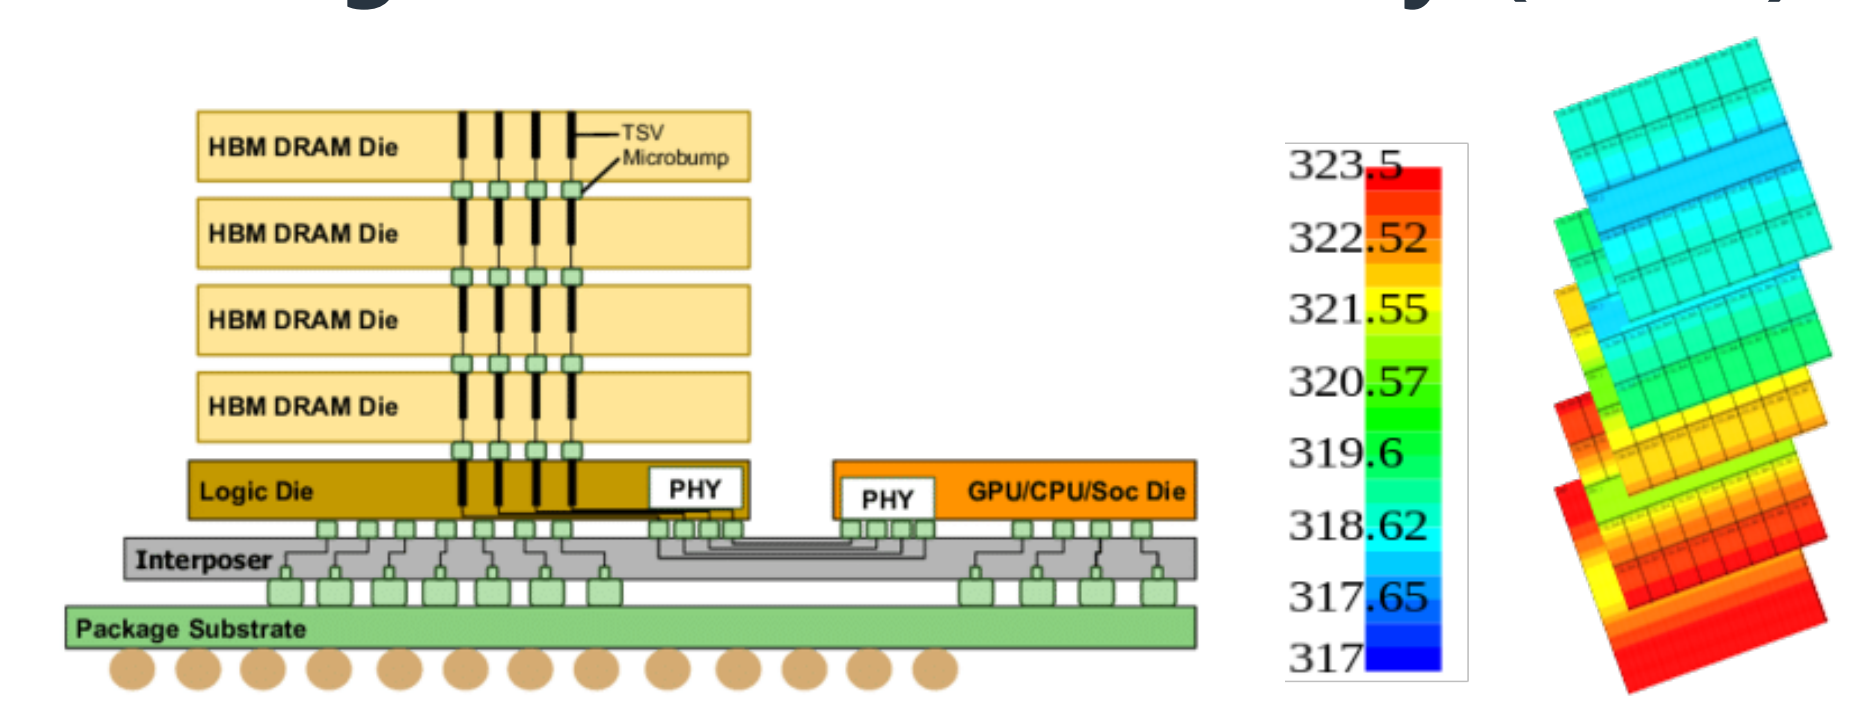 HBM DRAM Die
TSV
Microbump
HBM DRAM Die
HBM DRAM Die
HBM DRAM Die
Logic Die
PHY
PHY
GPU/CPU/Soc Die
Interposer
Package Substrate
323.5
322.52
321.55
320.57
319.6
318.62
317.65
317